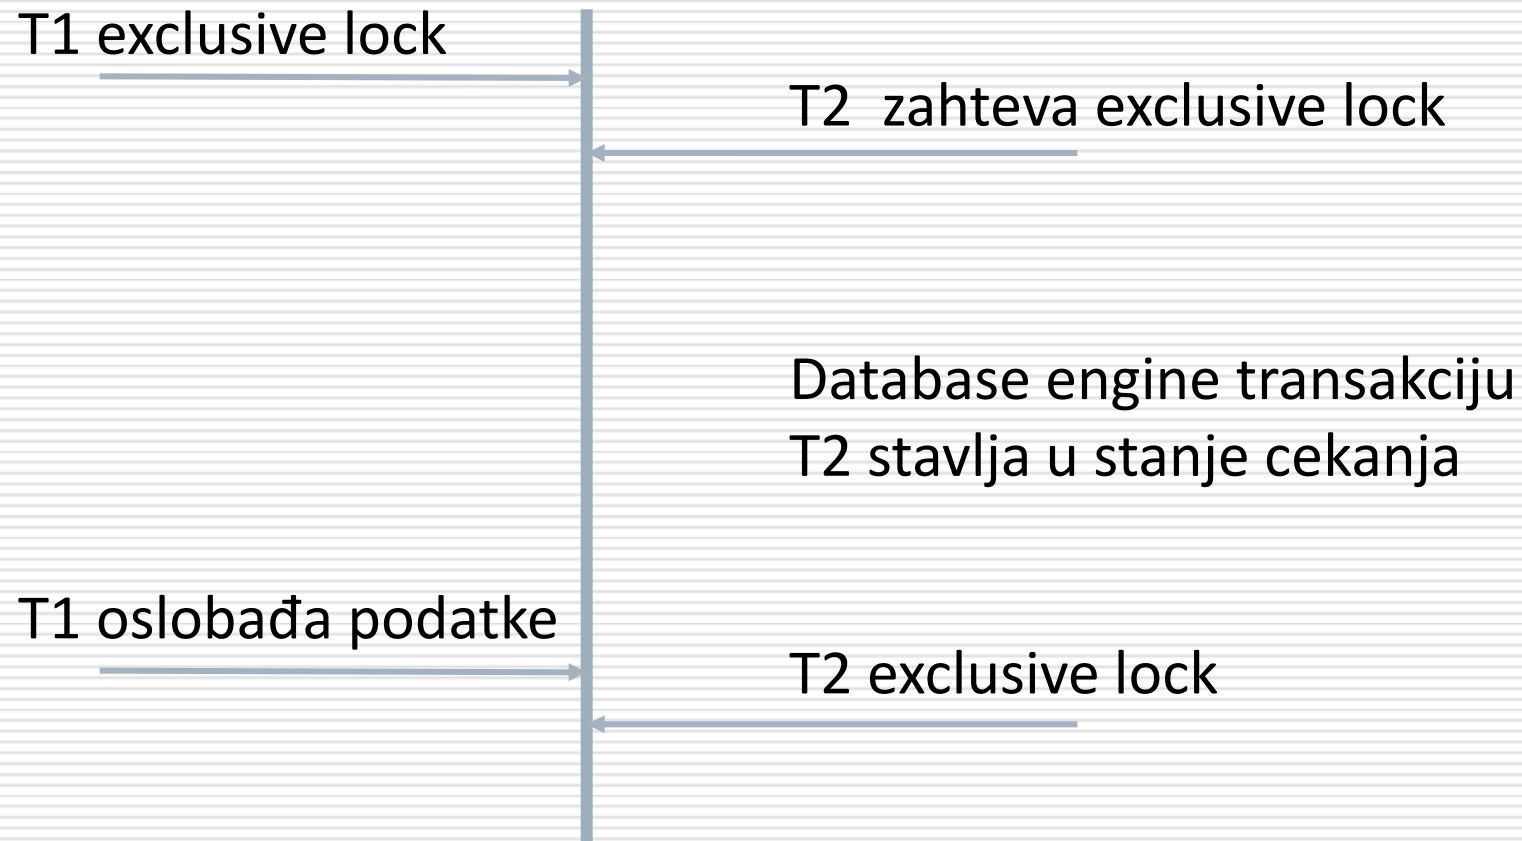 T1 exclusive lock
T2 zahteva exclusive lock
Database engine transakciju
T2 stavlja u stanje cekanja
T1 oslobađa podatke
T2 exclusive lock